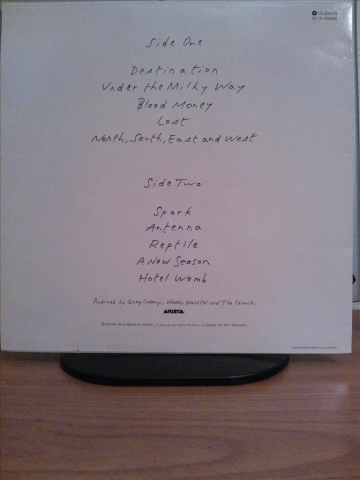 Side One
Destination
Under the Milky Way
Blood Money
Lost
North, South, East and West
Side Two
Spark
Antenna
Reptile
A New Season
Hotel Womb
Produced by Greg Ladanyi, Waddy Wachtel and The Church
ARISTA